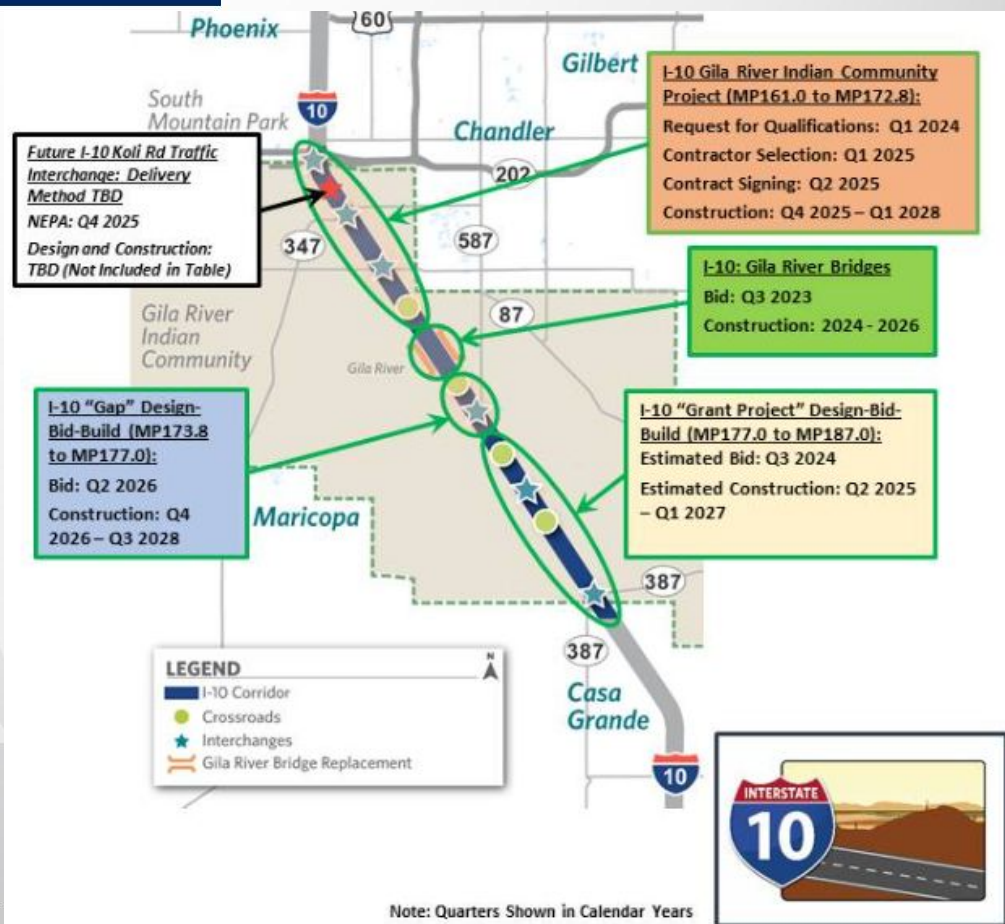 Phoenix
60
Gilbert
South
Mountain Park
10
Chandler
202
I-10 Gila River Indian Community
Project (MP161.0 to MP172.8):
Request for Qualifications: Q1 2024
Contractor Selection: Q1 2025
Contract Signing: Q2 2025
Construction: Q4 2025 – Q1 2028
Future I-10 Koli Rd Traffic
Interchange: Delivery
Method TBD
NEPA: Q4 2025
Design and Construction:
TBD (Not Included in Table)
347
587
87
I-10: Gila River Bridges
Bid: Q3 2023
Construction: 2024 - 2026
Gila River
Indian
Community
Gila River
I-10 “Gap” Design-
Bid-Build (MP173.8
to MP177.0):
Bid: Q2 2026
Construction: Q4
2026 – Q3 2028
I-10 “Grant Project” Design-Bid-
Build (MP177.0 to MP187.0):
Estimated Bid: Q3 2024
Estimated Construction: Q2 2025
– Q1 2027
Maricopa
387
387
Casa
Grande
10
LEGEND
N
I-10 Corridor
Crossroads
Interchanges
Gila River Bridge Replacement
INTERSTATE
10
Note: Quarters Shown in Calendar Years